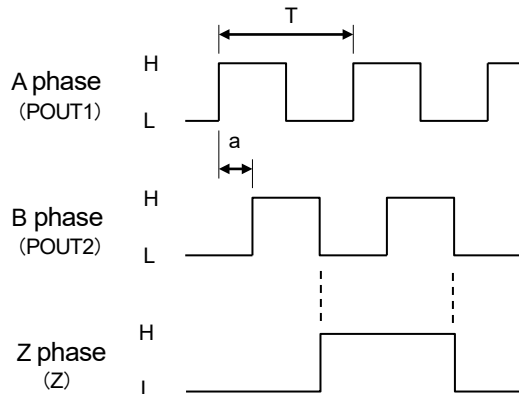 T
H
A phase
（POUT1）
L
a
H
B phase
（POUT2）
L
H
Z phase
（Z）
L